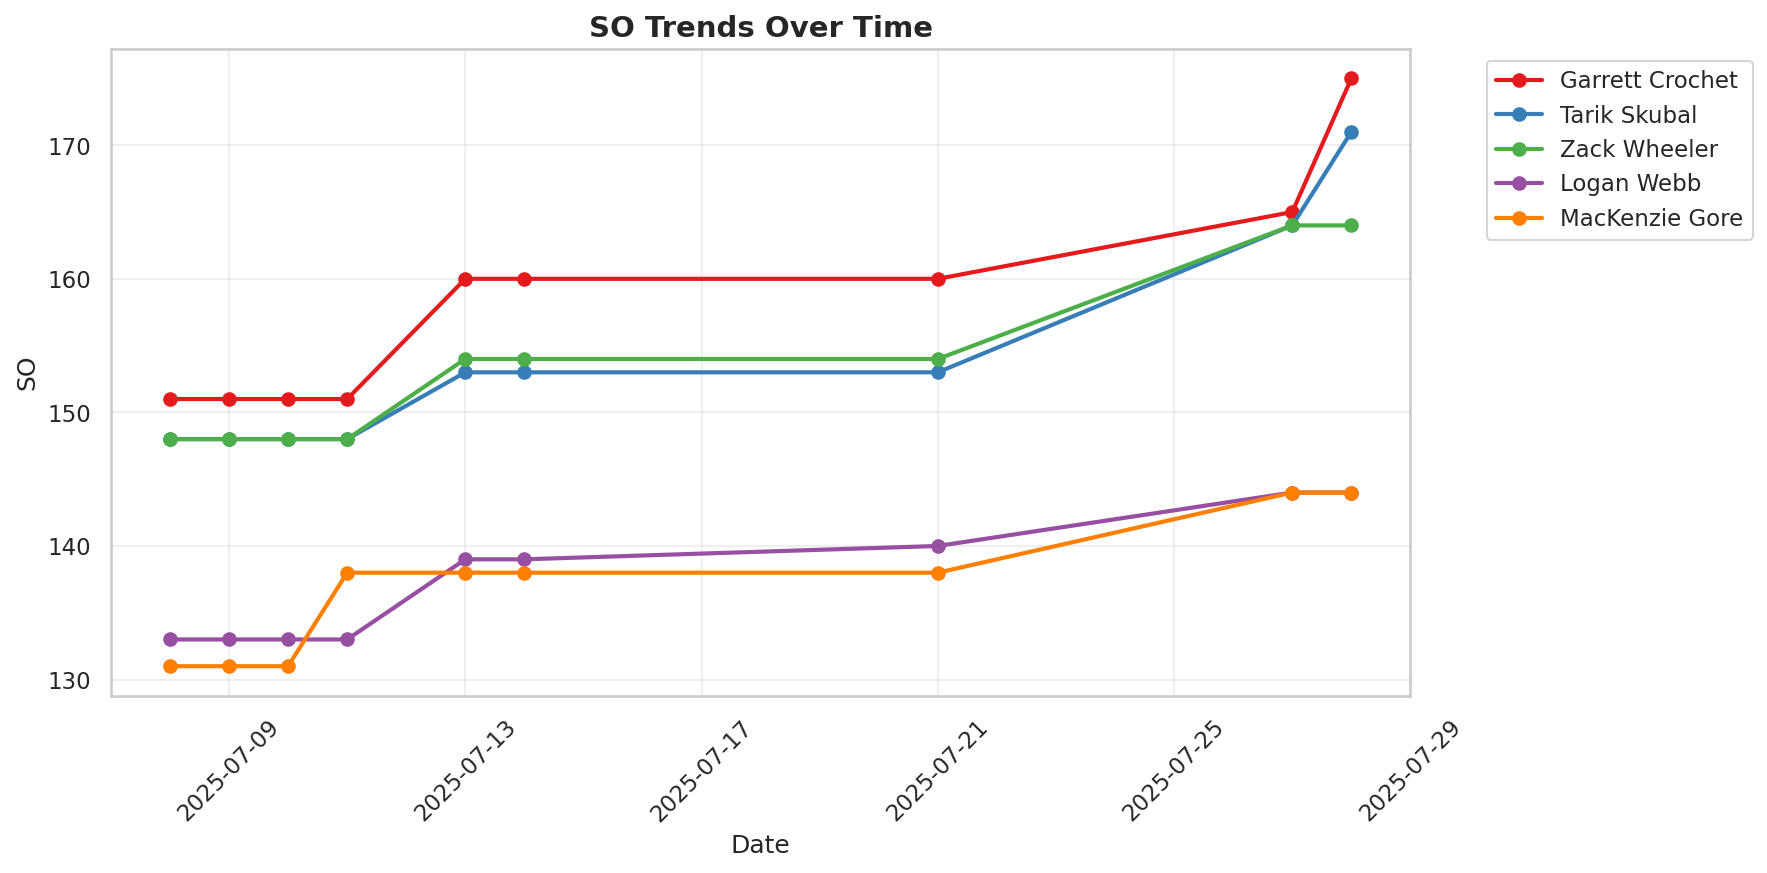 SO Trends Over Time
Garrett Crochet
Tarik Skubal
Zack Wheeler
Logan Webb
MacKenzie Gore
SO
170
160
150
140
130
2025-07-09
2025-07-13
2025-07-17
2025-07-21
2025-07-25
2025-07-29
Date